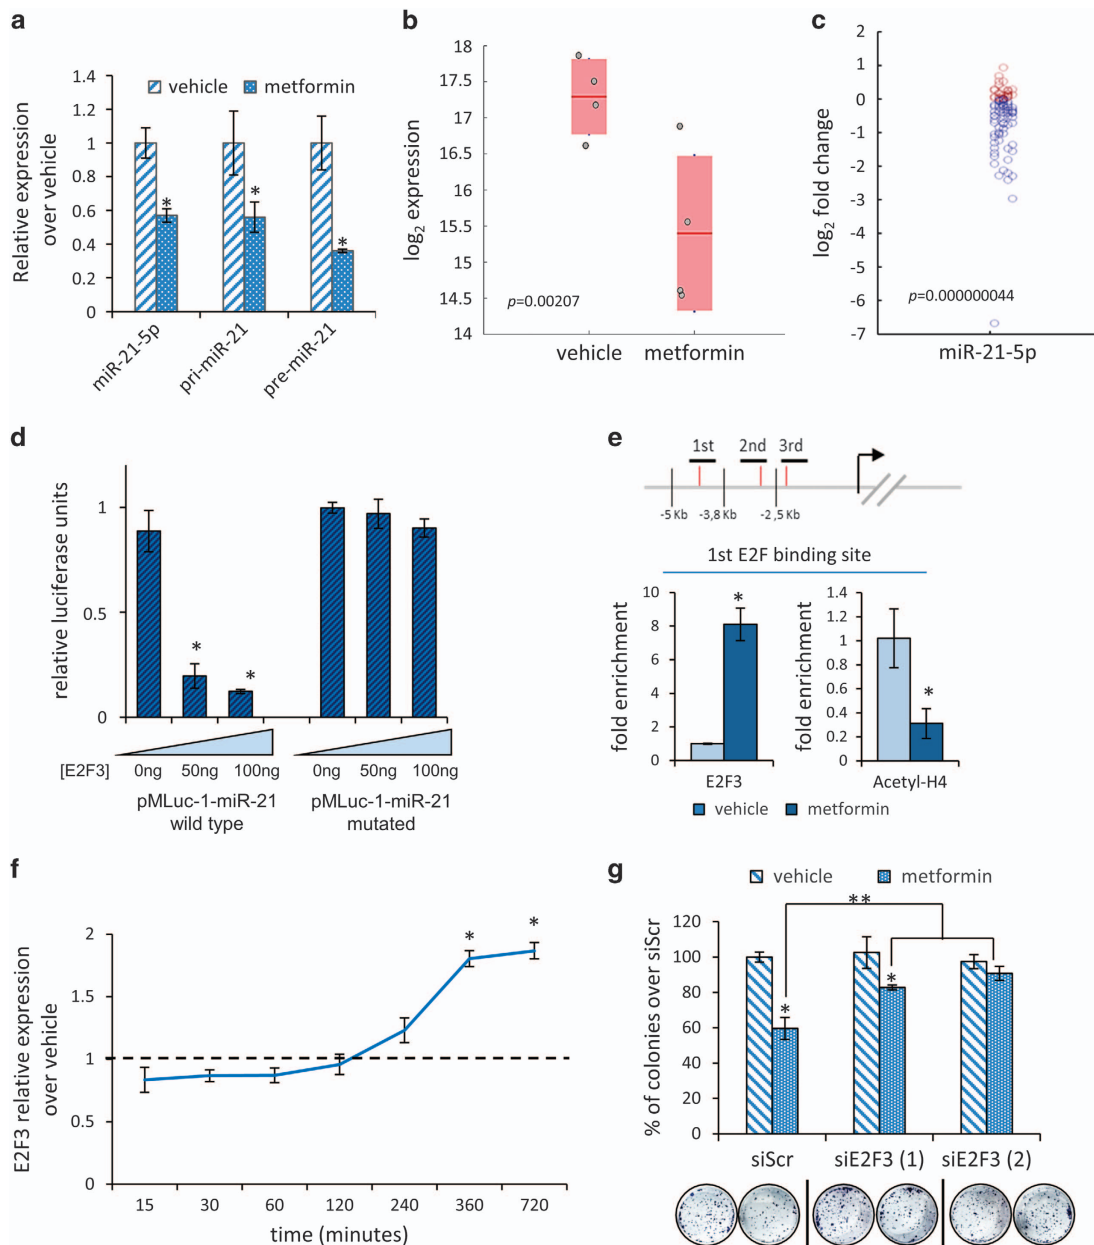 a
vehicle
metformin
Relative expression
over vehicle
1.4
1.2
1
0.8
0.6
0.4
0.2
0
*
*
*
miR-21-5p
pri-miR-21
pre-miR-21
b
log2 expression
18
17.5
17
16.5
16
15.5
15
14.5
14
p=0.00207
vehicle
metformin
c
log2 fold change
2
1
0
-1
-2
-3
-4
-5
-6
-7
p=0.000000044
miR-21-5p
d
relative luciferase units
1
0.5
0
*
*
[E2F3]
0ng
50ng
100ng
0ng
50ng
100ng
pMLuc-1-miR-21
wild type
pMLuc-1-miR-21
mutated
e
1st
2nd
3rd
-5 Kb
-3,8 Kb
-2,5 Kb
1st E2F binding site
fold enrichment
10
8
6
4
2
0
*
E2F3
fold enrichment
1.4
1.2
1
0.8
0.6
0.4
0.2
0
*
Acetyl-H4
vehicle
metformin
f
E2F3 relative expression
over vehicle
2
1.5
1
0.5
0
*
*
15
30
60
120
240
360
720
time (minutes)
g
vehicle
metformin
% of colonies over siScr
120
100
80
60
40
20
0
**
*
*
siScr
siE2F3 (1)
siE2F3 (2)